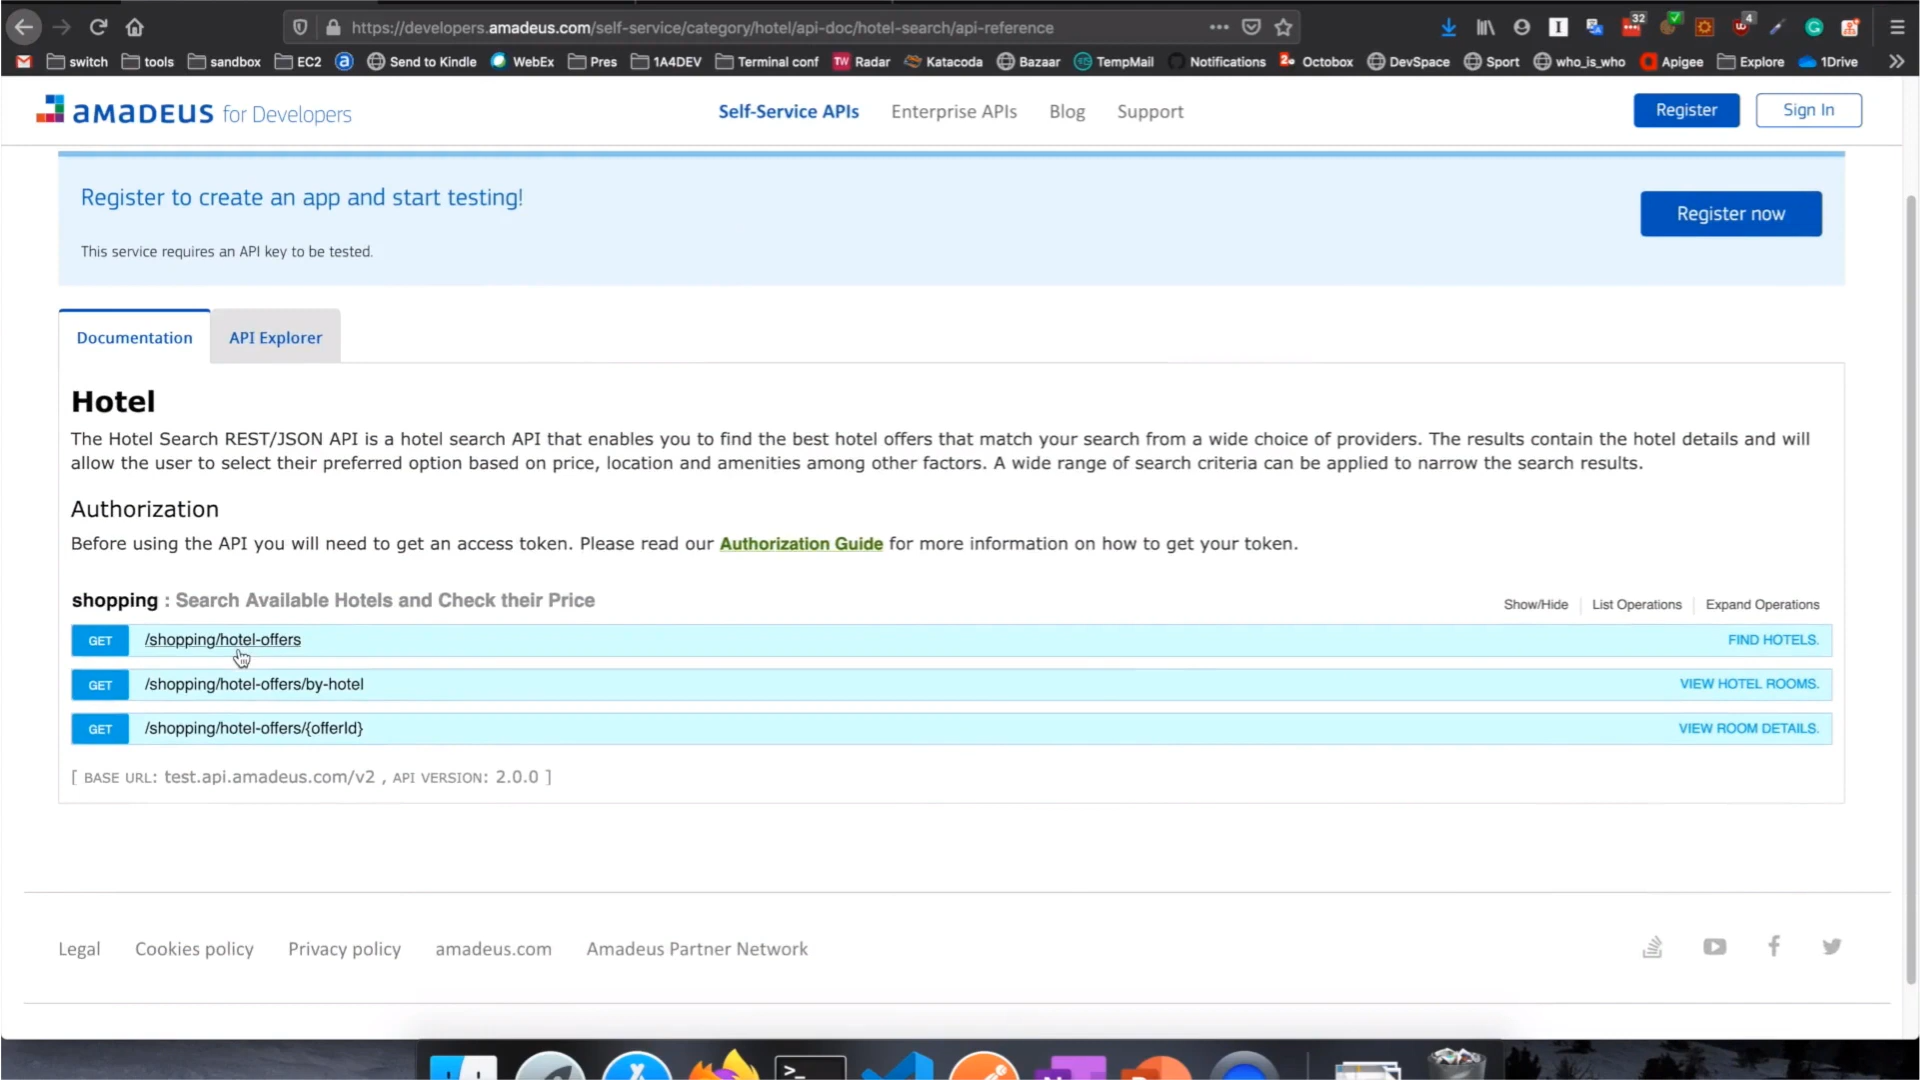 https://developers.amadeus.com/self-service/category/hotel/api-doc/hotel-search/api-reference
32
4
switch tools sandbox EC2 Send to Kindle WebEx Pres 1A4DEV Terminal conf TW Radar Katacoda Bazaar TempMail Notifications Octobox DevSpace Sport who_is_who Apigee Explore 1Drive
amadeus for Developers
Self-Service APIs Enterprise APIs Blog Support
Register Sign In
Register to create an app and start testing!
Register now
This service requires an API key to be tested.
Documentation API Explorer
Hotel
The Hotel Search REST/JSON API is a hotel search API that enables you to find the best hotel offers that match your search from a wide choice of providers. The results contain the hotel details and will
allow the user to select their preferred option based on price, location and amenities among other factors. A wide range of search criteria can be applied to narrow the search results.
Authorization
Before using the API you will need to get an access token. Please read our Authorization Guide for more information on how to get your token.
shopping : Search Available Hotels and Check their Price
Show/Hide List Operations Expand Operations
GET /shopping/hotel-offers FIND HOTELS.
GET /shopping/hotel-offers/by-hotel VIEW HOTEL ROOMS.
GET /shopping/hotel-offers/{offerId} VIEW ROOM DETAILS.
[ BASE URL: test.api.amadeus.com/v2 , API VERSION: 2.0.0 ]
Legal Cookies policy Privacy policy amadeus.com Amadeus Partner Network